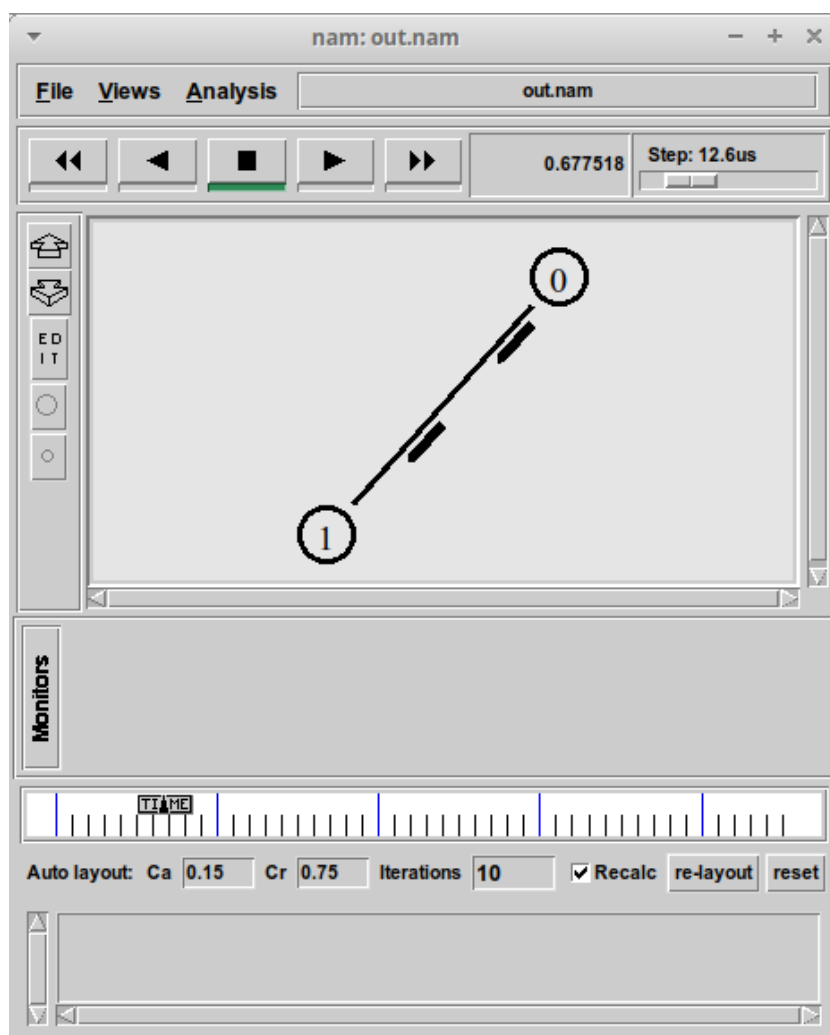 nam: out.nam
File Views Analysis out.nam
0.677518 Step: 12.6us
0
ED
IT
1
Monitors
TIME
Auto layout: Ca 0.15 Cr 0.75 Iterations 10 Recalc re-layout reset